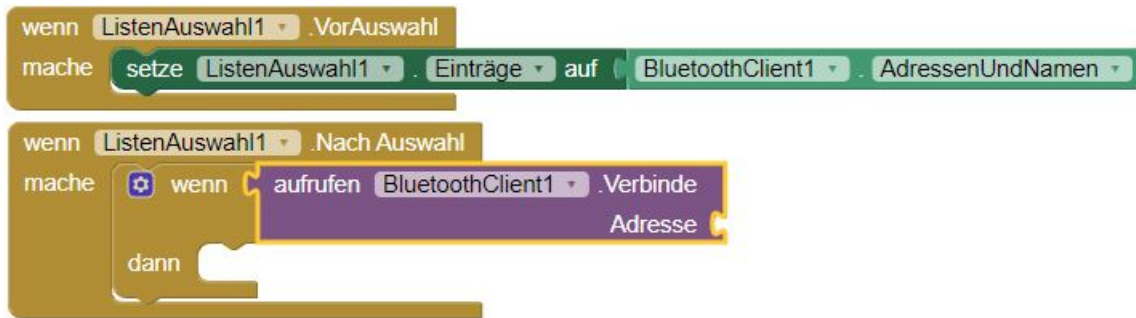 wenn ListenAuswahl1 .VorAuswahl
mache setze ListenAuswahl1 . Einträge auf BluetoothClient1 . AdressenUndNamen
wenn ListenAuswahl1 .Nach Auswahl
mache wenn aufrufen BluetoothClient1 .Verbinde
Adresse
dann